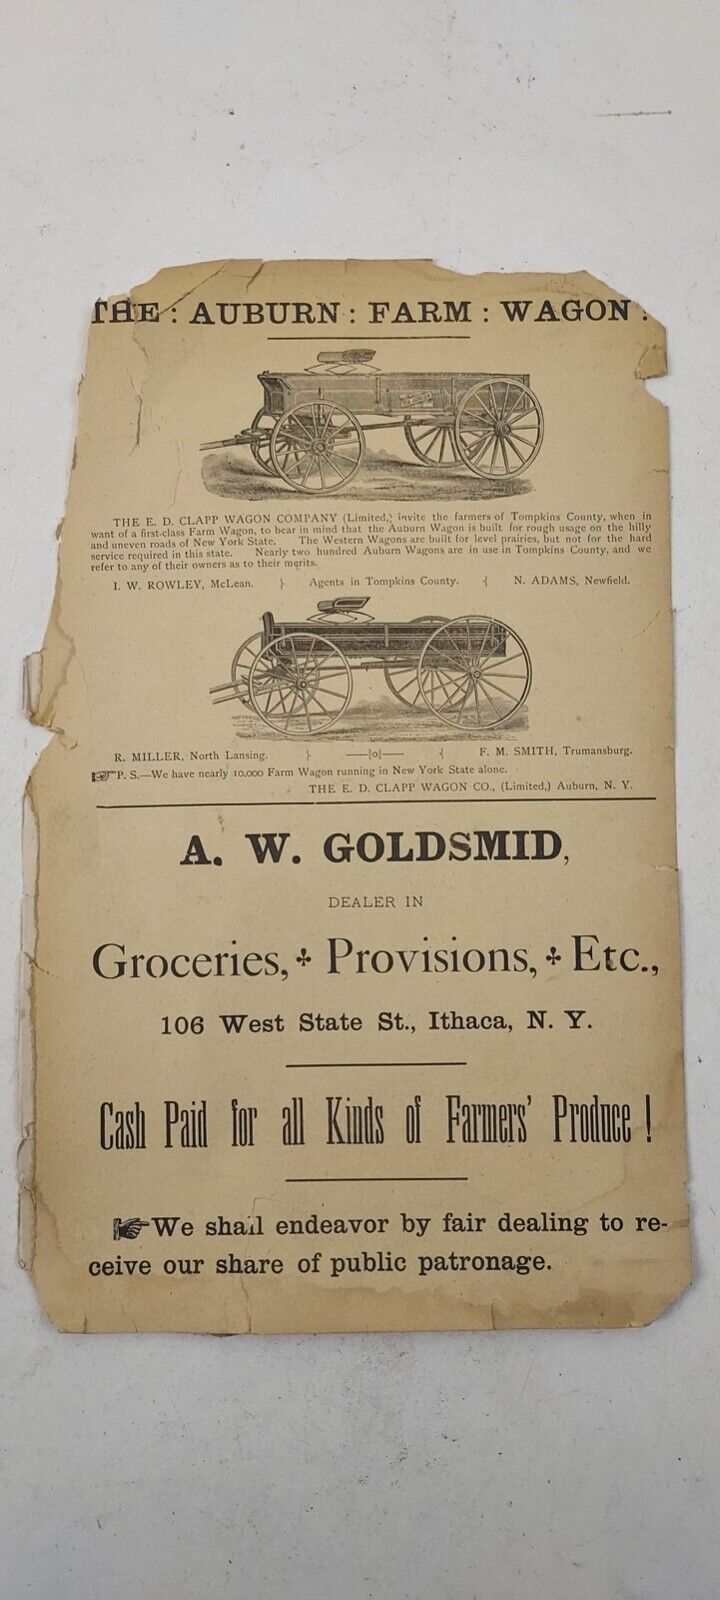 THE : AUBURN : FARM : WAGON :
THE E. D. CLAPP WAGON COMPANY (Limited,) invite the farmers of Tompkins County, when in
want of a first-class Farm Wagon, to bear in mind that the Auburn Wagon is built for rough usage on the hilly
and uneven roads of New York State. The Western Wagons are built for level prairies, but not for the hard
service required in this state. Nearly two hundred Auburn Wagons are in use in Tompkins County, and we
refer to any of their owners as to their merits.
I. W. ROWLEY, McLean. } Agents in Tompkins County. { N. ADAMS, Newfield.
R. MILLER, North Lansing. } —|o|— { F. M. SMITH, Trumansburg.
☞P. S.—We have nearly 10,000 Farm Wagon running in New York State alone.
THE E. D. CLAPP WAGON CO., (Limited,) Auburn, N. Y.
A. W. GOLDSMID,
DEALER IN
Groceries, ✢ Provisions, ✢ Etc.,
106 West State St., Ithaca, N. Y.
Cash Paid for all Kinds of Farmers' Produce !
☞We shall endeavor by fair dealing to re-
ceive our share of public patronage.